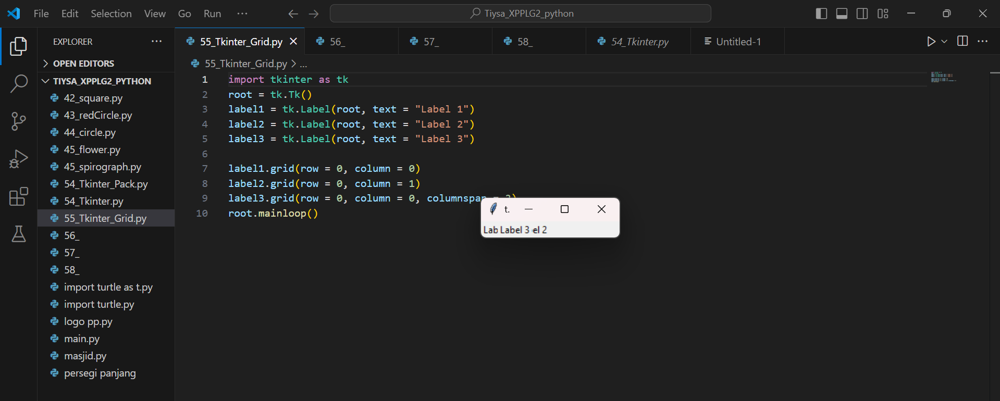 File Edit Selection View Go Run ··· Tiysa_XPPLG2_python
EXPLORER ···
OPEN EDITORS
TIYSA_XPPLG2_PYTHON
42_square.py
43_redCircle.py
44_circle.py
45_flower.py
45_spirograph.py
54_Tkinter_Pack.py
54_Tkinter.py
55_Tkinter_Grid.py
56_
57_
58_
import turtle as t.py
import turtle.py
logo pp.py
main.py
masjid.py
persegi panjang
55_Tkinter_Grid.py 56_ 57_ 58_ 54_Tkinter.py Untitled-1
55_Tkinter_Grid.py > ...
1 import tkinter as tk
2 root = tk.Tk()
3 label1 = tk.Label(root, text = "Label 1")
4 label2 = tk.Label(root, text = "Label 2")
5 label3 = tk.Label(root, text = "Label 3")
6
7 label1.grid(row = 0, column = 0)
8 label2.grid(row = 0, column = 1)
9 label3.grid(row = 0, column = 0, columnspan
10 root.mainloop()
t.
Lab Label 3 el 2